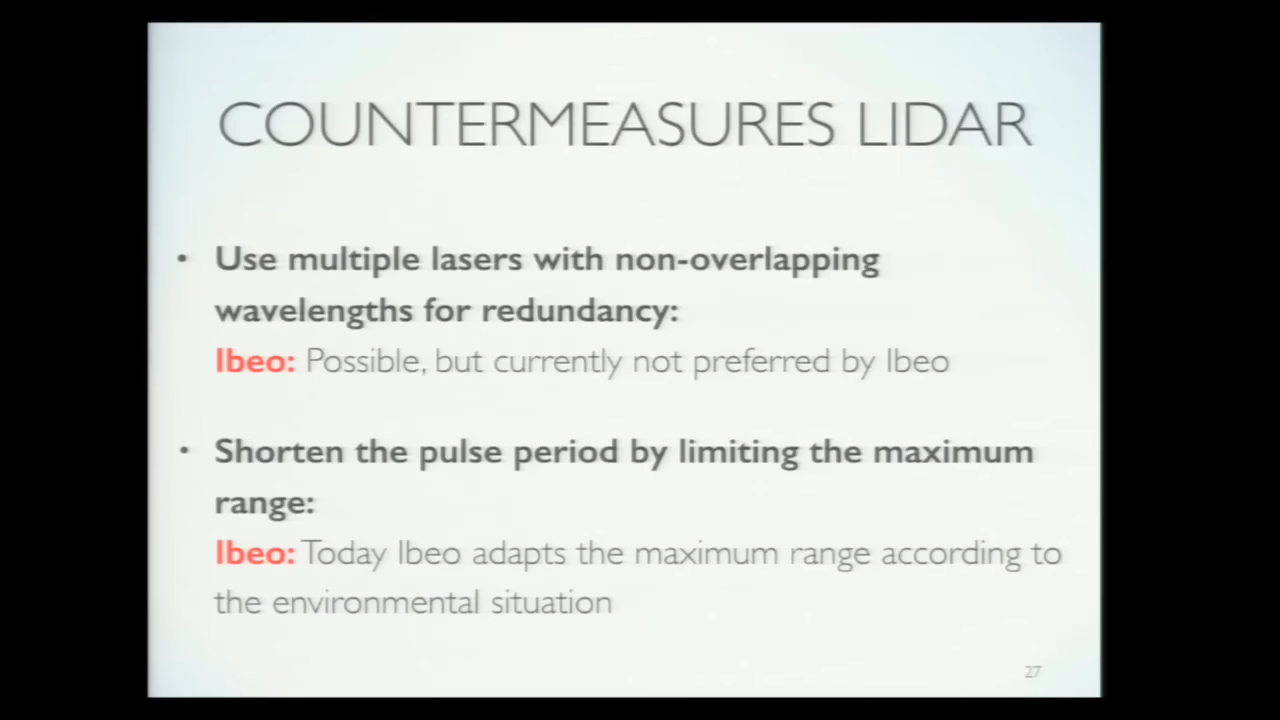 COUNTERMEASURES LIDAR
• Use multiple lasers with non-overlapping
wavelengths for redundancy:
Ibeo: Possible, but currently not preferred by Ibeo
• Shorten the pulse period by limiting the maximum
range:
Ibeo: Today Ibeo adapts the maximum range according to
the environmental situation
27